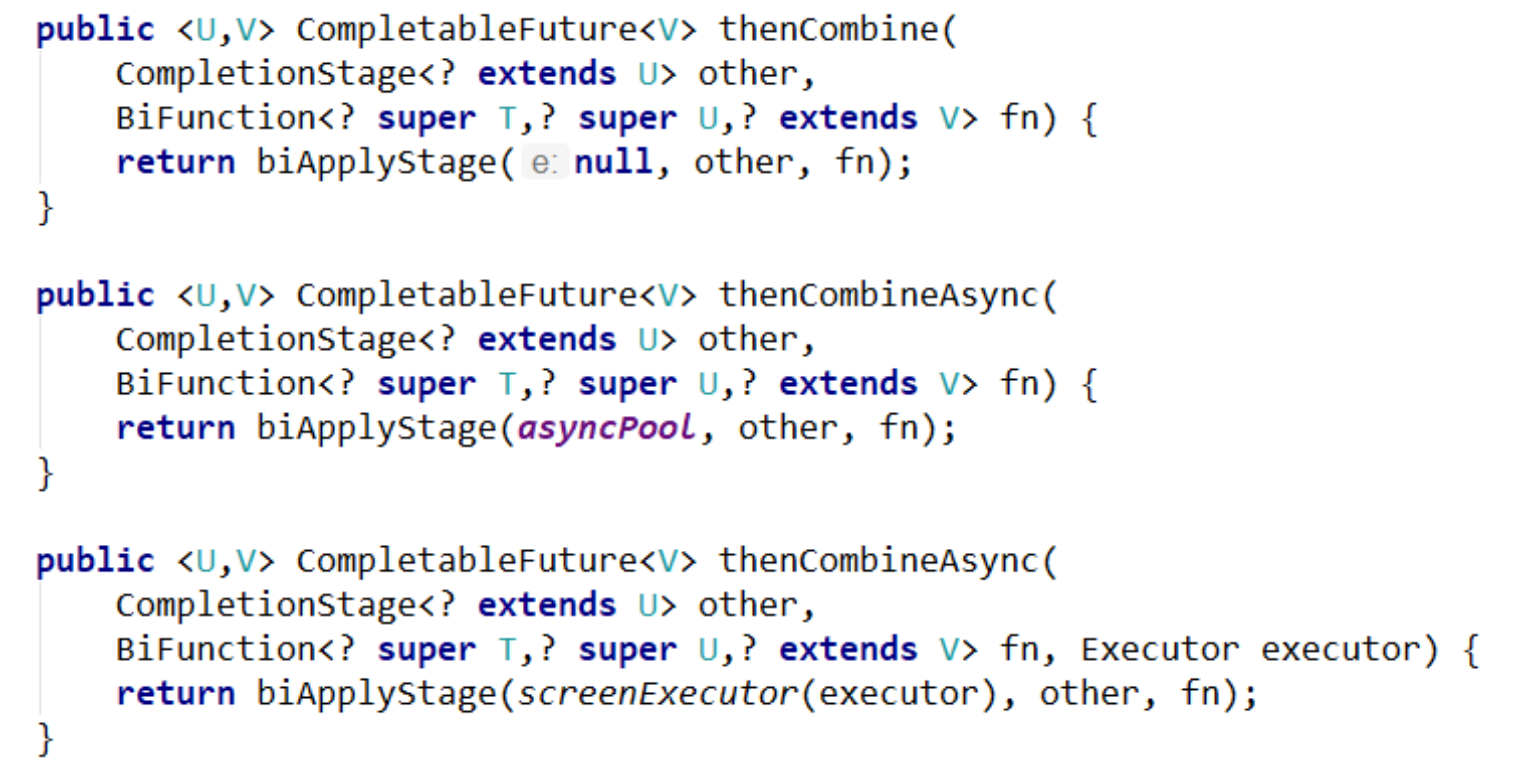 public <U,V> CompletableFuture<V> thenCombine(
    CompletionStage<? extends U> other,
    BiFunction<? super T,? super U,? extends V> fn) {
    return biApplyStage( e: null, other, fn);
}

public <U,V> CompletableFuture<V> thenCombineAsync(
    CompletionStage<? extends U> other,
    BiFunction<? super T,? super U,? extends V> fn) {
    return biApplyStage(asyncPool, other, fn);
}

public <U,V> CompletableFuture<V> thenCombineAsync(
    CompletionStage<? extends U> other,
    BiFunction<? super T,? super U,? extends V> fn, Executor executor) {
    return biApplyStage(screenExecutor(executor), other, fn);
}